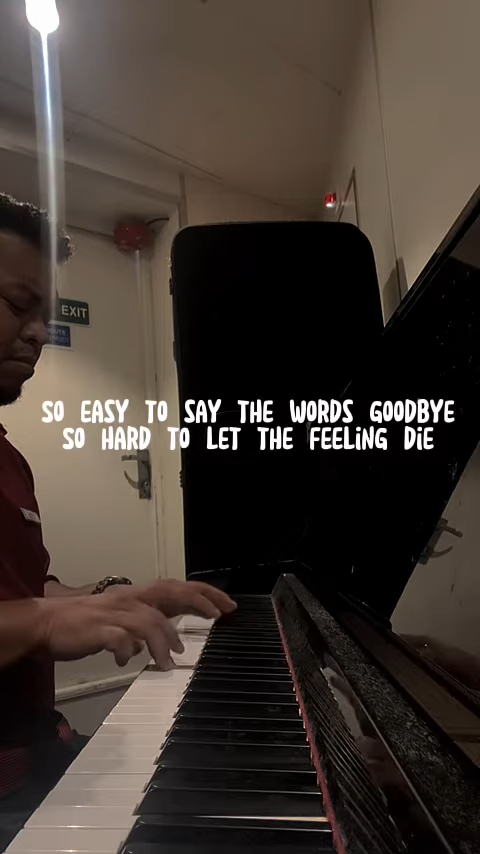 EXIT
SO EASY TO SAY THE WORDS GOODBYE
SO HARD TO LET THE FEELING DIE